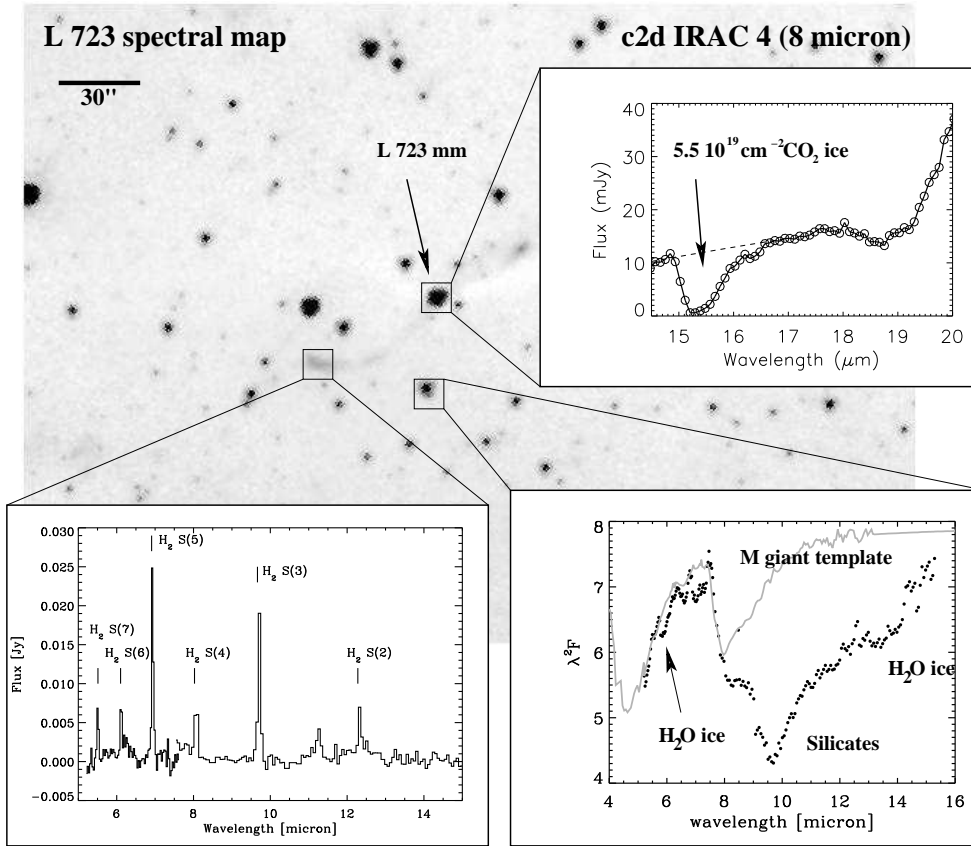 L 723 spectral map
c2d IRAC 4 (8 micron)
30"
L 723 mm
5.5 10¹⁹ cm⁻² CO₂ ice
Flux (mJy)
40
30
20
10
0
15 16 17 18 19 20
Wavelength (μm)
H₂ S(5)
H₂ S(3)
H₂ S(7)
H₂ S(6)
H₂ S(4)
H₂ S(2)
Flux [Jy]
0.030
0.025
0.020
0.015
0.010
0.005
0.000
-0.005
6 8 10 12 14
Wavelength [micron]
M giant template
H₂O ice
H₂O ice
Silicates
λ²F
8
7
6
5
4
4 6 8 10 12 14 16
wavelength [micron]